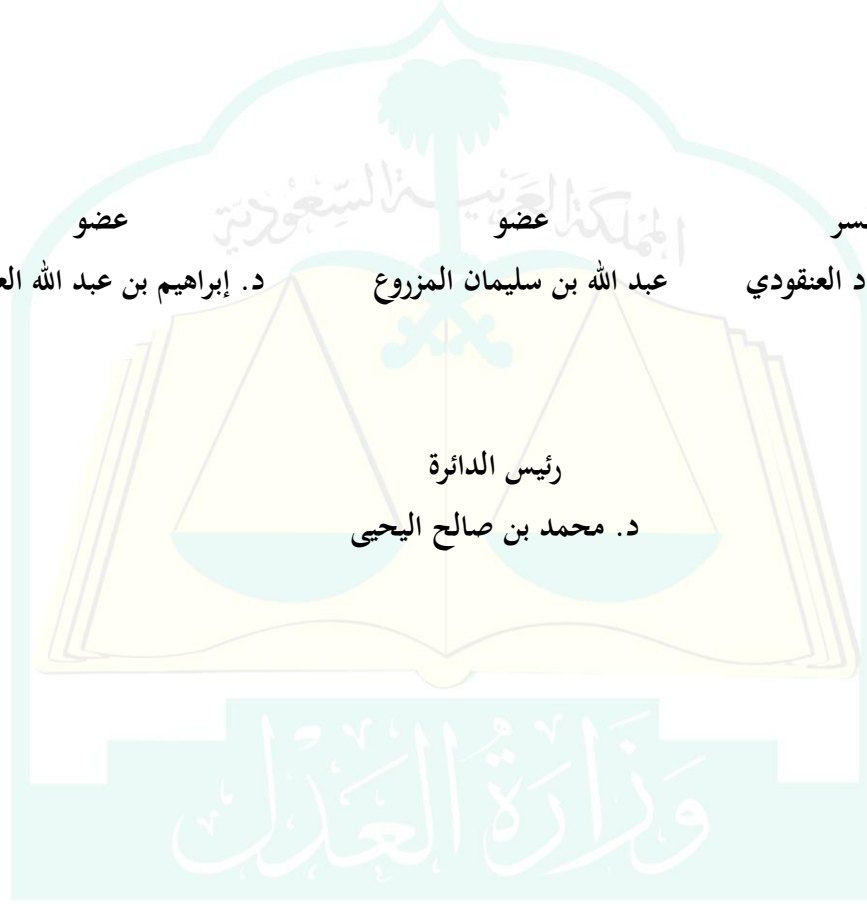 المملكة العربية السعودية
عضو عضو
العنقودي عبد الله بن سليمان المزروع د. إبراهيم بن عبد الله
رئيس الدائرة
د. محمد بن صالح اليحيى
وزارة العدل